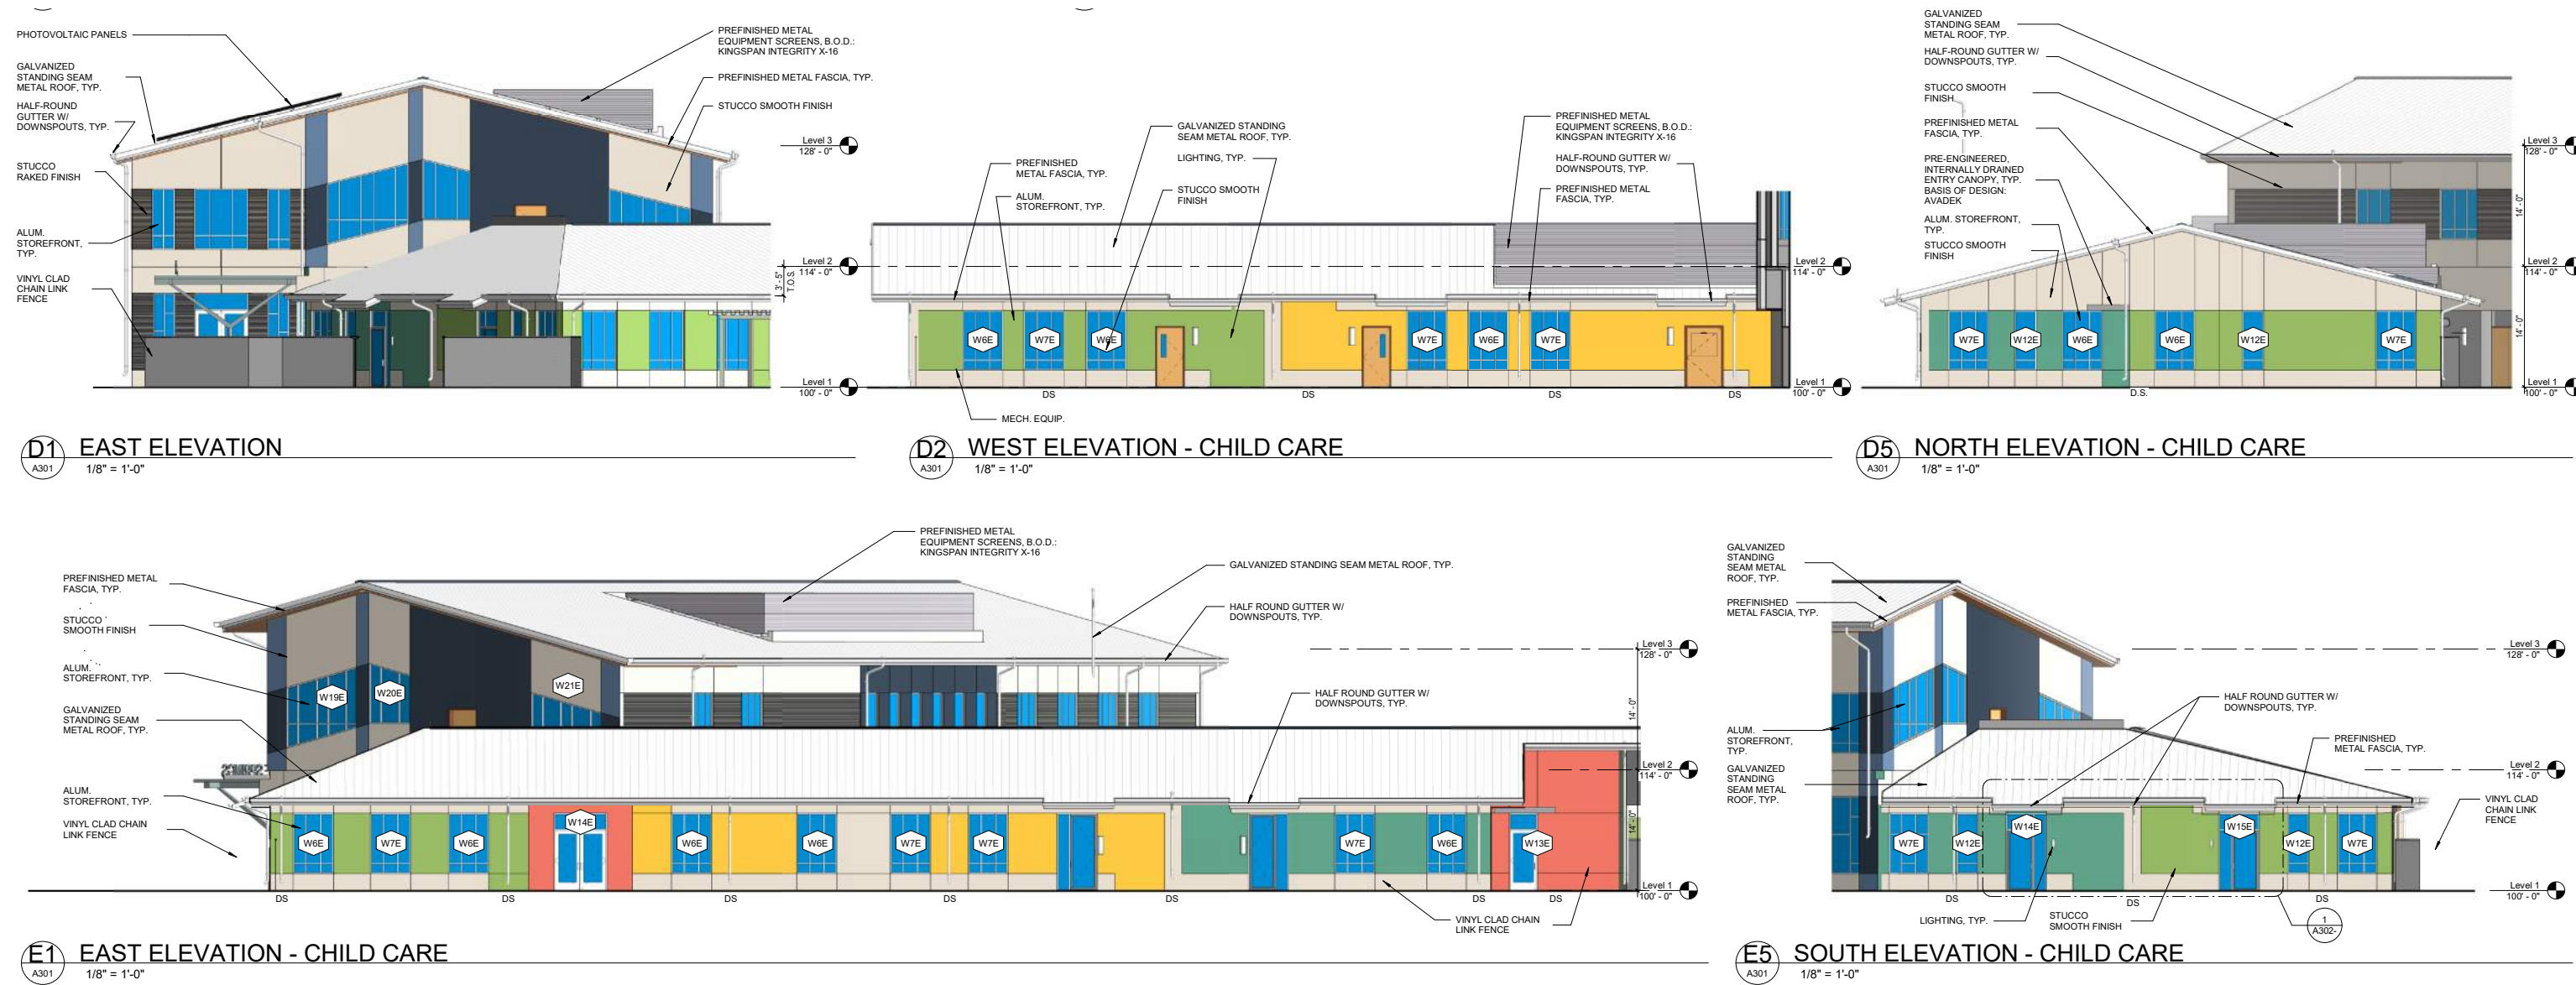 PHOTOVOLTAIC PANELS
GALVANIZED
STANDING SEAM
METAL ROOF, TYP.
HALF-ROUND
GUTTER W/
DOWNSPOUTS, TYP.
STUCCO
RAKED FINISH
ALUM.
STOREFRONT,
TYP.
VINYL CLAD
CHAIN LINK
FENCE
PREFINISHED METAL
EQUIPMENT SCREENS, B.O.D.:
KINGSPAN INTEGRITY X-16
PREFINISHED METAL FASCIA, TYP.
STUCCO SMOOTH FINISH
Level 3
128' - 0"
Level 2
114' - 0"
3' - 5"
T.O.S.
Level 1
100' - 0"
D1
A301
EAST ELEVATION
1/8" = 1'-0"
PREFINISHED
METAL FASCIA, TYP.
ALUM.
STOREFRONT, TYP.
GALVANIZED STANDING
SEAM METAL ROOF, TYP.
LIGHTING, TYP.
STUCCO SMOOTH
FINISH
PREFINISHED METAL
EQUIPMENT SCREENS, B.O.D.:
KINGSPAN INTEGRITY X-16
HALF-ROUND GUTTER W/
DOWNSPOUTS, TYP.
PREFINISHED METAL
FASCIA, TYP.
Level 2
114' - 0"
W6E
W7E
W6E
W7E
W6E
W7E
Level 1
100' - 0"
DS
DS
DS
DS
MECH. EQUIP.
D2
A301
WEST ELEVATION - CHILD CARE
1/8" = 1'-0"
GALVANIZED
STANDING SEAM
METAL ROOF, TYP.
HALF-ROUND GUTTER W/
DOWNSPOUTS, TYP.
STUCCO SMOOTH
FINISH
PREFINISHED METAL
FASCIA, TYP.
PRE-ENGINEERED,
INTERNALLY DRAINED
ENTRY CANOPY, TYP.
BASIS OF DESIGN:
AVADEK
ALUM. STOREFRONT,
TYP.
STUCCO SMOOTH
FINISH
Level 3
128' - 0"
14' - 0"
Level 2
114' - 0"
14' - 0"
Level 1
100' - 0"
W7E
W12E
W6E
W6E
W12E
W7E
D.S.
D5
A301
NORTH ELEVATION - CHILD CARE
1/8" = 1'-0"
PREFINISHED METAL
FASCIA, TYP.
STUCCO
SMOOTH FINISH
ALUM.
STOREFRONT, TYP.
GALVANIZED
STANDING SEAM
METAL ROOF, TYP.
ALUM.
STOREFRONT, TYP.
VINYL CLAD CHAIN
LINK FENCE
PREFINISHED METAL
EQUIPMENT SCREENS, B.O.D.:
KINGSPAN INTEGRITY X-16
GALVANIZED STANDING SEAM METAL ROOF, TYP.
HALF ROUND GUTTER W/
DOWNSPOUTS, TYP.
HALF ROUND GUTTER W/
DOWNSPOUTS, TYP.
W19E
W20E
W21E
Level 3
128' - 0"
14' - 0"
Level 2
114' - 0"
14' - 0"
Level 1
100' - 0"
W6E
W7E
W6E
W14E
W6E
W6E
W7E
W7E
W7E
W6E
W13E
DS
DS
DS
DS
DS
DS
DS
VINYL CLAD CHAIN
LINK FENCE
E1
A301
EAST ELEVATION - CHILD CARE
1/8" = 1'-0"
GALVANIZED
STANDING
SEAM METAL
ROOF, TYP.
PREFINISHED
METAL FASCIA, TYP.
ALUM.
STOREFRONT,
TYP.
GALVANIZED
STANDING
SEAM METAL
ROOF, TYP.
HALF ROUND GUTTER W/
DOWNSPOUTS, TYP.
PREFINISHED
METAL FASCIA, TYP.
VINYL CLAD
CHAIN LINK
FENCE
Level 3
128' - 0"
Level 2
114' - 0"
Level 1
100' - 0"
W7E
W12E
W14E
W15E
W12E
W7E
DS
DS
DS
LIGHTING, TYP.
STUCCO
SMOOTH FINISH
1
A302-
E5
A301
SOUTH ELEVATION - CHILD CARE
1/8" = 1'-0"